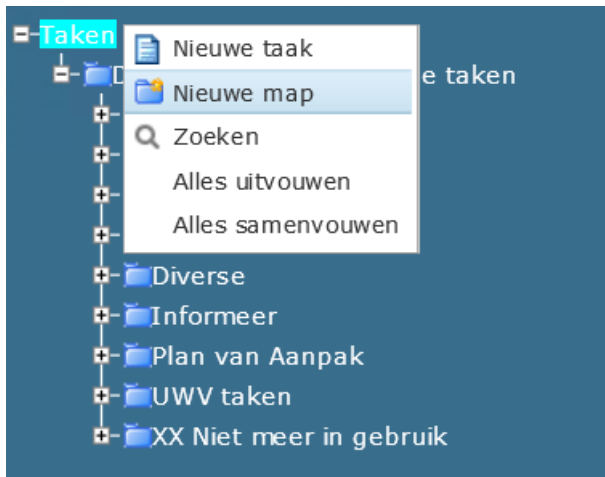 Taken
Nieuwe taak
e taken
Nieuwe map
Zoeken
Alles uitvouwen
Alles samenvouwen
Diverse
Informeer
Plan van Aanpak
UWV taken
XX Niet meer in gebruik